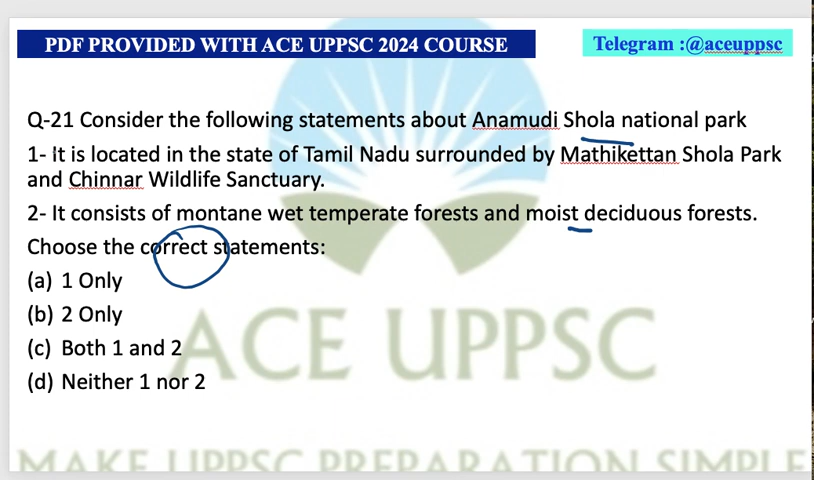 PDF PROVIDED WITH ACE UPPSC 2024 COURSE
Telegram :@aceuppsc
Q-21 Consider the following statements about Anamudi Shola national park
1- It is located in the state of Tamil Nadu surrounded by Mathikettan Shola Park
and Chinnar Wildlife Sanctuary.
2- It consists of montane wet temperate forests and moist deciduous forests.
Choose the correct statements:
(a) 1 Only
(b) 2 Only
(c) Both 1 and 2
(d) Neither 1 nor 2
ACE UPPSC
MAKE UPPSC PREPARATION SIMPLE